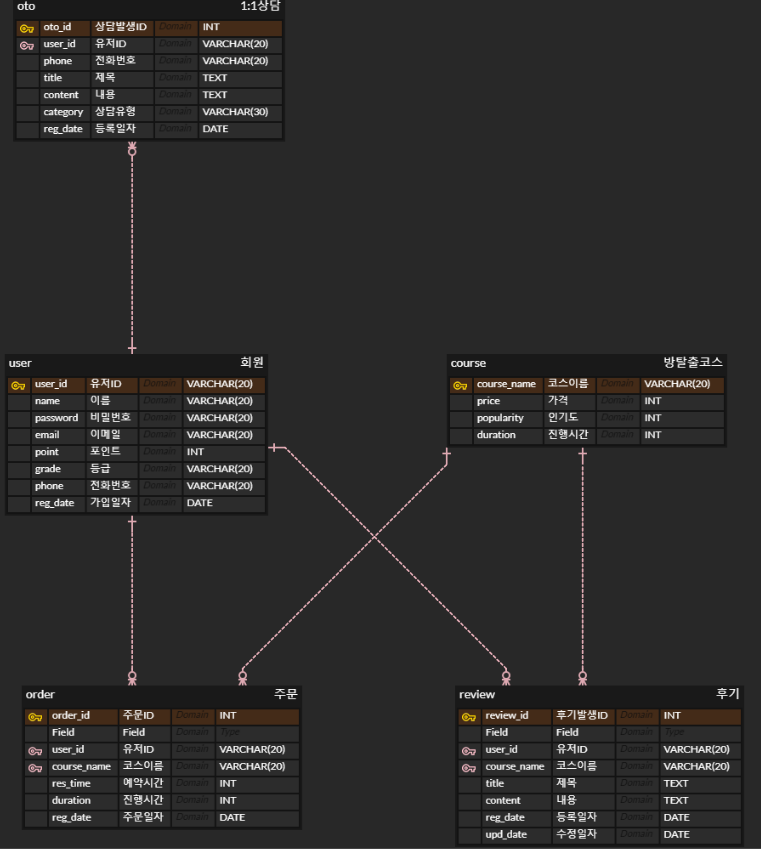 oto 1:1상담
oto_id 상담발생ID Domain INT
user_id 유저ID Domain VARCHAR(20)
phone 전화번호 Domain VARCHAR(20)
title 제목 Domain TEXT
content 내용 Domain TEXT
category 상담유형 Domain VARCHAR(30)
reg_date 등록일자 Domain DATE
user 회원
user_id 유저ID Domain VARCHAR(20)
name 이름 Domain VARCHAR(20)
password 비밀번호 Domain VARCHAR(20)
email 이메일 Domain VARCHAR(20)
point 포인트 Domain INT
grade 등급 Domain VARCHAR(20)
phone 전화번호 Domain VARCHAR(20)
reg_date 가입일자 Domain DATE
course 방탈출코스
course_name 코스이름 Domain VARCHAR(20)
price 가격 Domain INT
popularity 인기도 Domain INT
duration 진행시간 Domain INT
order 주문
order_id 주문ID Domain INT
Field Field Domain Type
user_id 유저ID Domain VARCHAR(20)
course_name 코스이름 Domain VARCHAR(20)
res_time 예약시간 Domain INT
duration 진행시간 Domain INT
reg_date 주문일자 Domain DATE
review 후기
review_id 후기발생ID Domain INT
Field Field Domain Type
user_id 유저ID Domain VARCHAR(20)
course_name 코스이름 Domain VARCHAR(20)
title 제목 Domain TEXT
content 내용 Domain TEXT
reg_date 등록일자 Domain DATE
upd_date 수정일자 Domain DATE